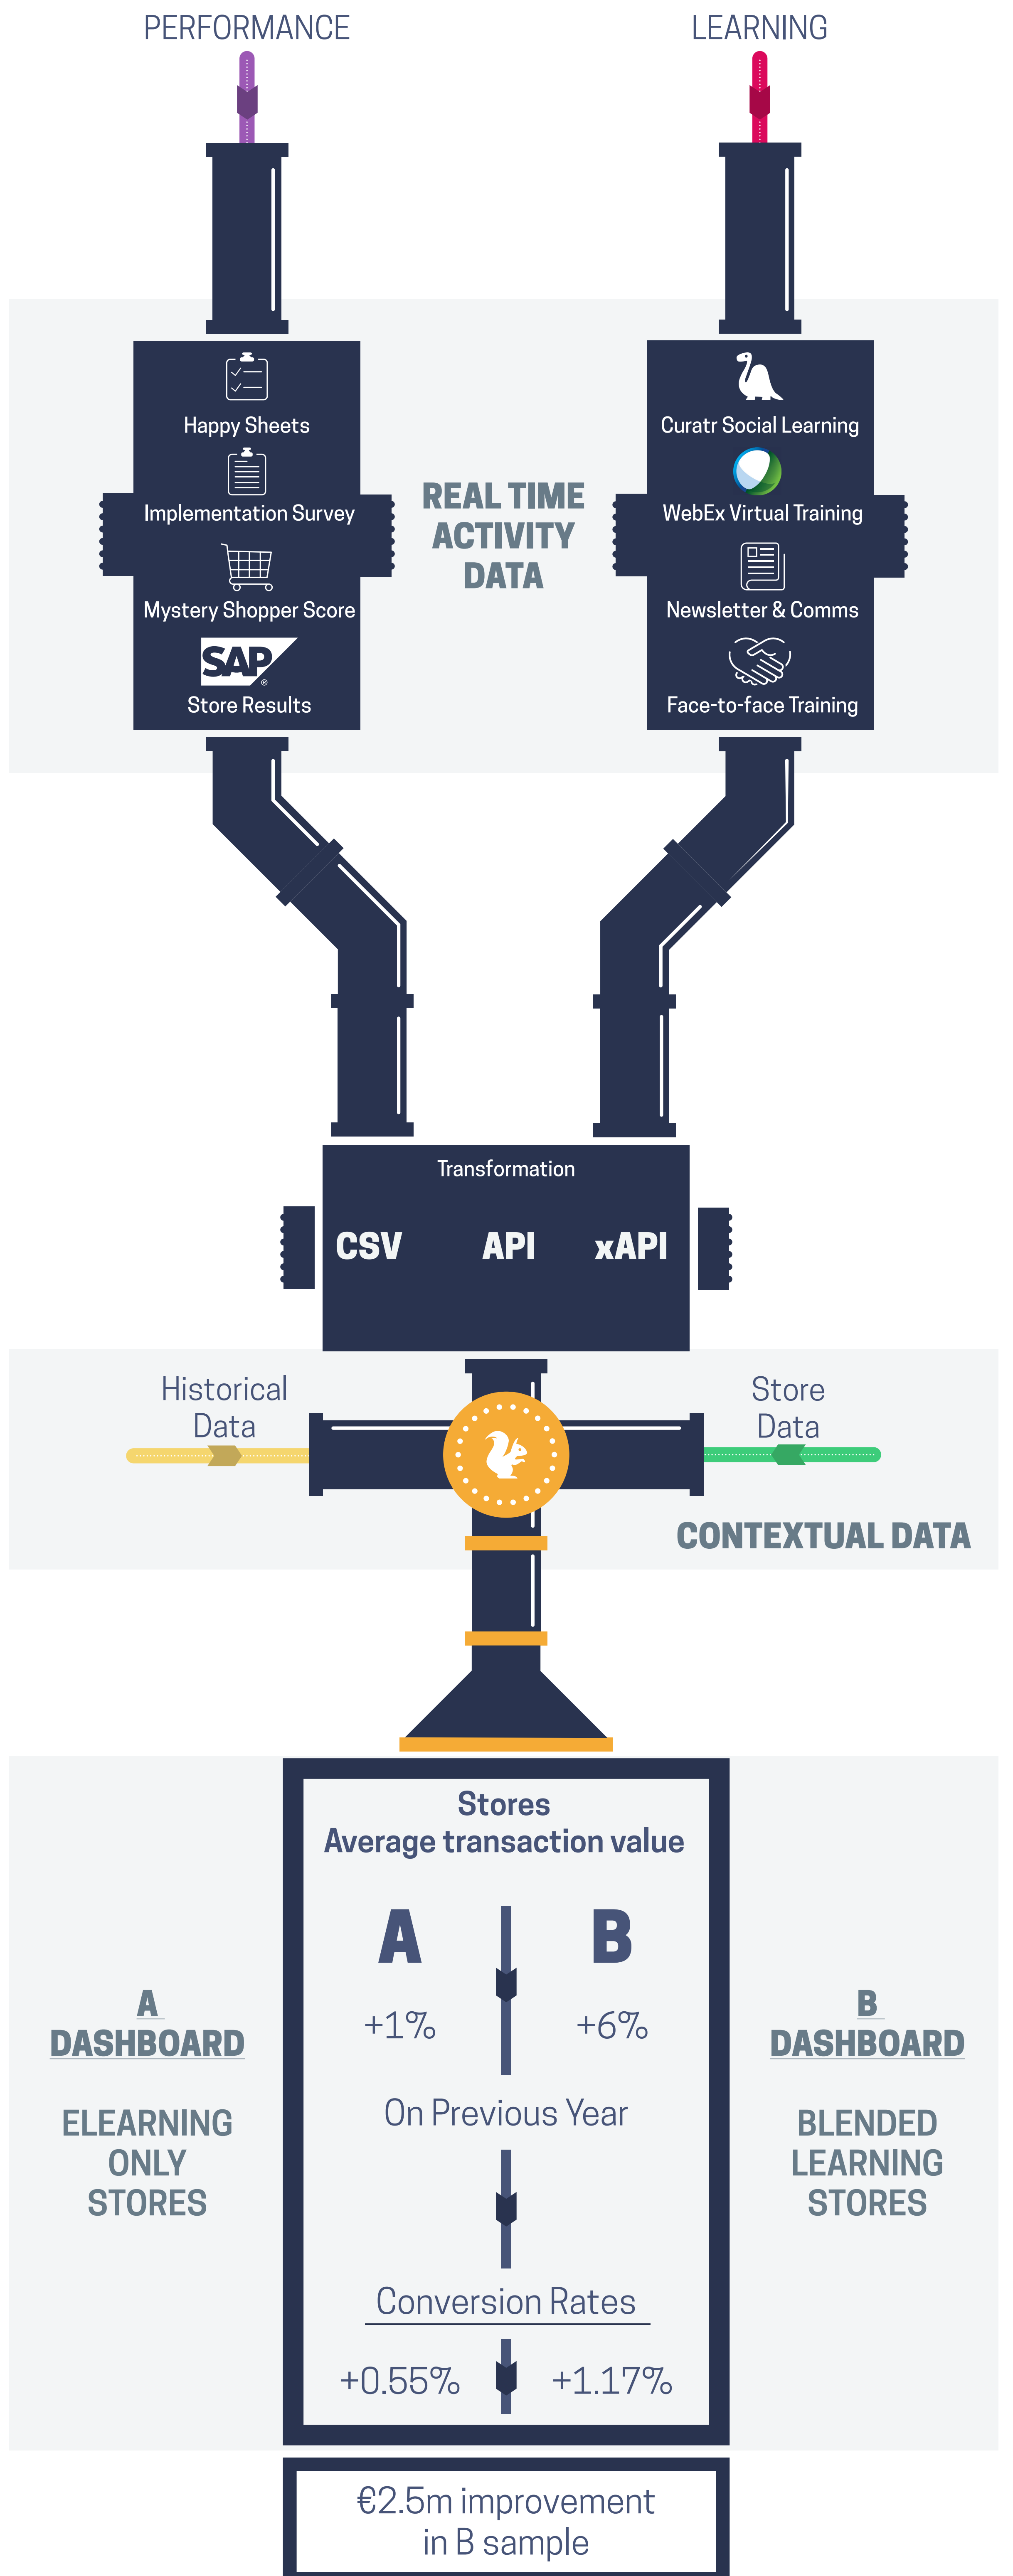 PERFORMANCE
LEARNING
Happy Sheets
Implementation Survey
Mystery Shopper Score
SAP
®
Store Results
REAL TIME
ACTIVITY
DATA
Curatr Social Learning
WebEx Virtual Training
Newsletter & Comms
Face-to-face Training
Transformation
CSV API xAPI
Historical
Data
Store
Data
CONTEXTUAL DATA
Stores
Average transaction value
A B
+1% +6%
On Previous Year
Conversion Rates
+0.55% +1.17%
A
DASHBOARD
ELEARNING
ONLY
STORES
B
DASHBOARD
BLENDED
LEARNING
STORES
€2.5m improvement
in B sample